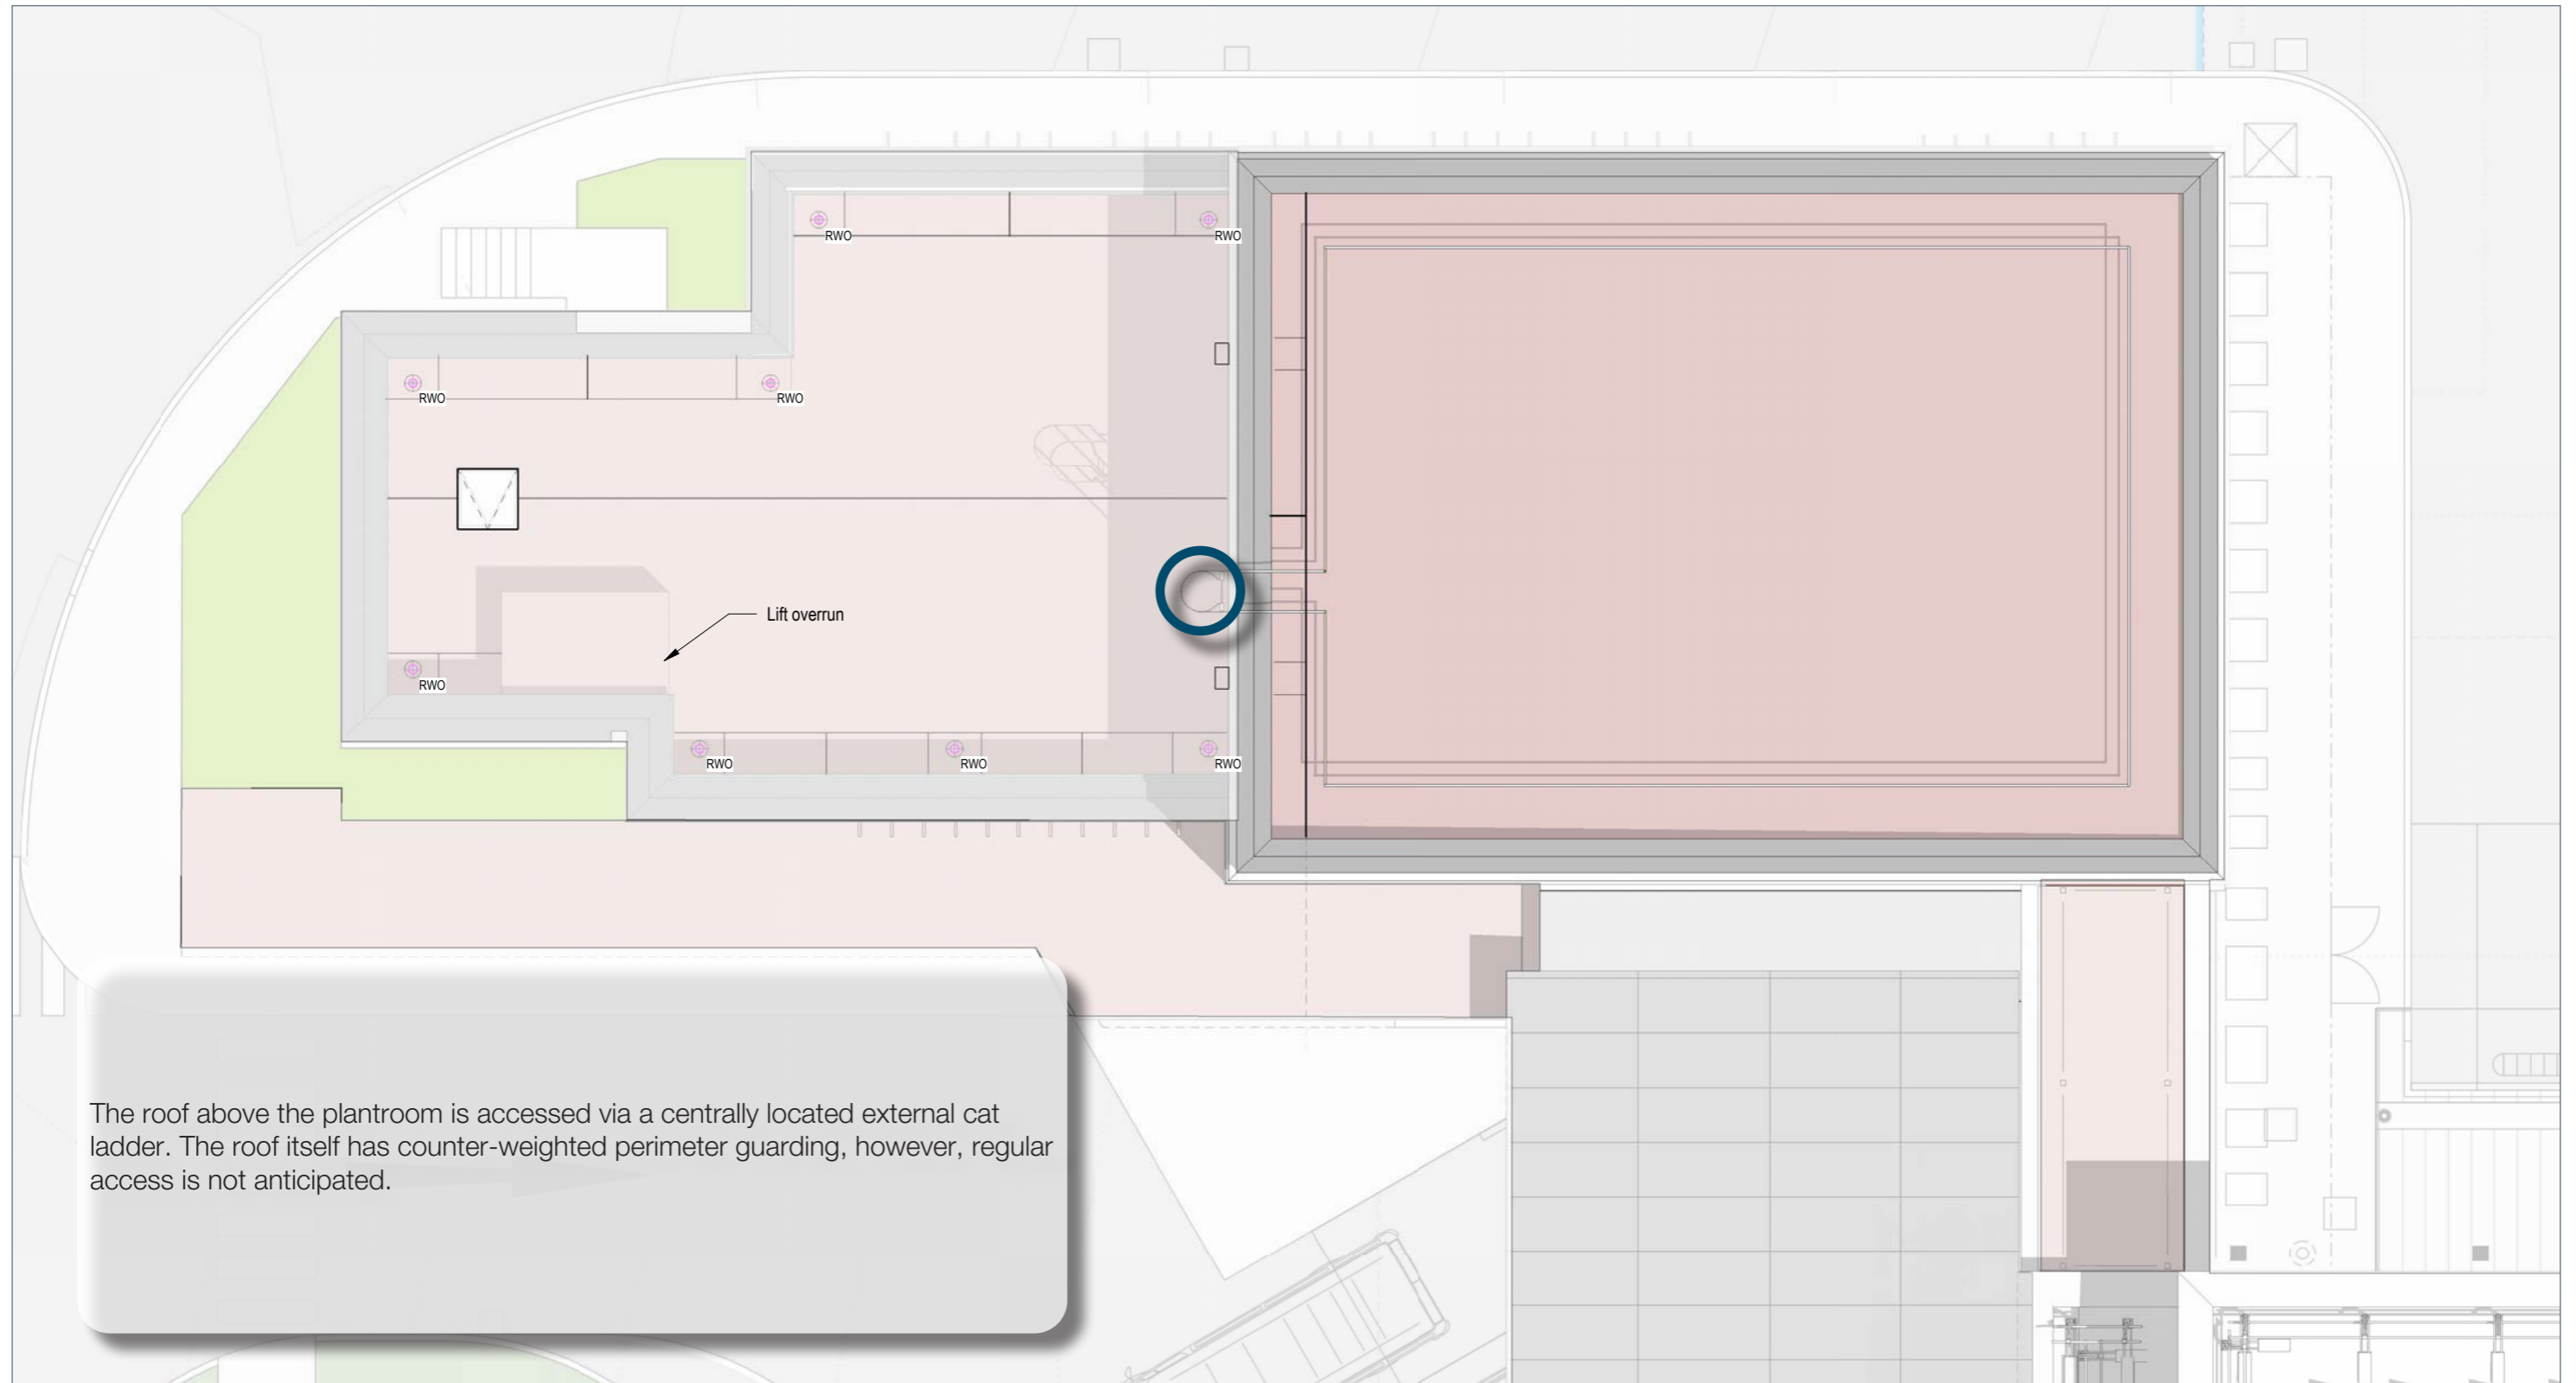 RWO
RWO
RWO
RWO
Lift overrun
RWO
RWO
RWO
RWO
The roof above the plantroom is accessed via a centrally located external cat
ladder. The roof itself has counter-weighted perimeter guarding, however, regular
access is not anticipated.